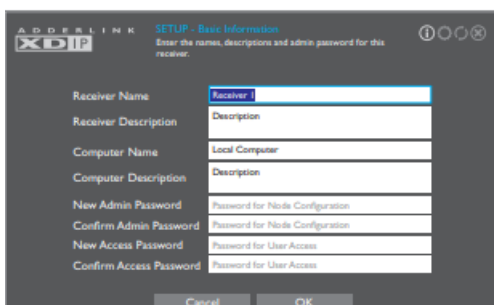 ADDERLINK
XDIP
SETUP - Basic Information
Enter the names, descriptions and admin password for this
receiver.
Receiver Name
Receiver 1
Receiver Description
Description
Computer Name
Local Computer
Computer Description
Description
New Admin Password
Password for Node Configuration
Confirm Admin Password
Password for Node Configuration
New Access Password
Password for User Access
Confirm Access Password
Password for User Access
Cancel
OK